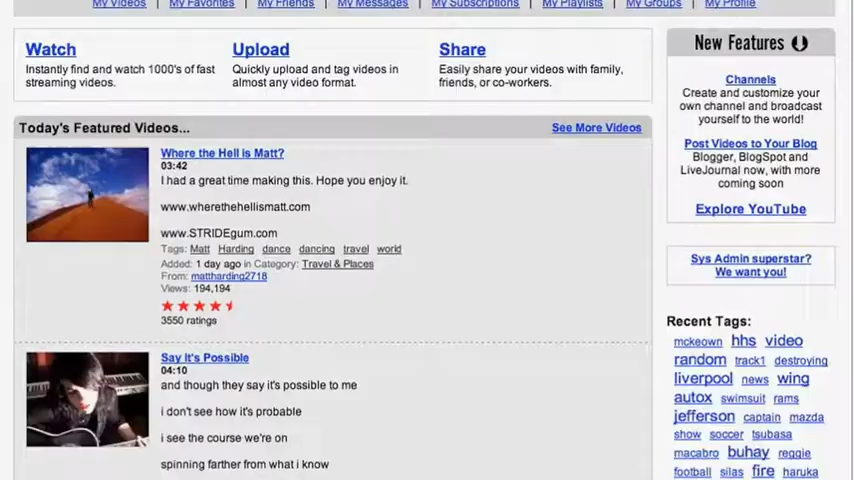 My Videos | My Favorites | My Friends | My Messages | My Subscriptions | My Playlists | My Groups | My Profile
Watch
Instantly find and watch 1000's of fast
streaming videos.
Upload
Quickly upload and tag videos in
almost any video format.
Share
Easily share your videos with family,
friends, or co-workers.
Today's Featured Videos...
See More Videos
Where the Hell is Matt?
03:42
I had a great time making this. Hope you enjoy it.
www.wherethehellismatt.com
www.STRIDEgum.com
Tags: Matt Harding dance dancing travel world
Added: 1 day ago in Category: Travel & Places
From: mattharding2718
Views: 194,194
3550 ratings
Say It's Possible
04:10
and though they say it's possible to me
i don't see how it's probable
i see the course we're on
spinning farther from what i know
New Features
Channels
Create and customize your
own channel and broadcast
yourself to the world!
Post Videos to Your Blog
Blogger, BlogSpot and
LiveJournal now, with more
coming soon
Explore YouTube
Sys Admin superstar?
We want you!
Recent Tags:
mckeown hhs video
random track1 destroying
liverpool news wing
autox swimsuit rams
jefferson captain mazda
show soccer tsubasa
macabro buhay reggie
football silas fire haruka